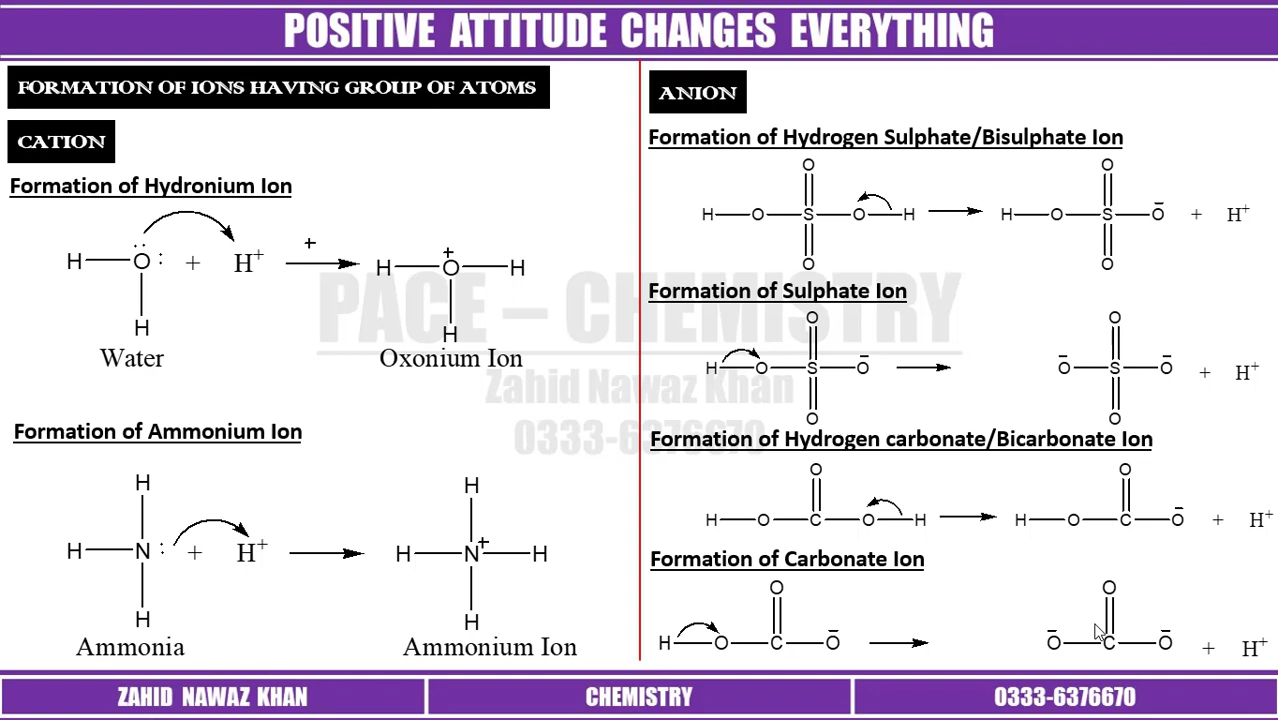 POSITIVE ATTITUDE CHANGES EVERYTHING
FORMATION OF IONS HAVING GROUP OF ATOMS
CATION
Formation of Hydronium Ion
H O : + H+ + H O+ H
H H
Water Oxonium Ion
Formation of Ammonium Ion
H H
H N : + H+ H N+ H
H H
Ammonia Ammonium Ion
ANION
Formation of Hydrogen Sulphate/Bisulphate Ion
O O
H O S O H H O S O- + H+
O O
Formation of Sulphate Ion
O O
H O S O- O- S O- + H+
O O
Formation of Hydrogen carbonate/Bicarbonate Ion
O O
H O C O H H O C O- + H+
Formation of Carbonate Ion
O O
H O C O- O- C O- + H+
PACE – CHEMISTRY
Zahid Nawaz Khan
0333-6376670
ZAHID NAWAZ KHAN CHEMISTRY 0333-6376670